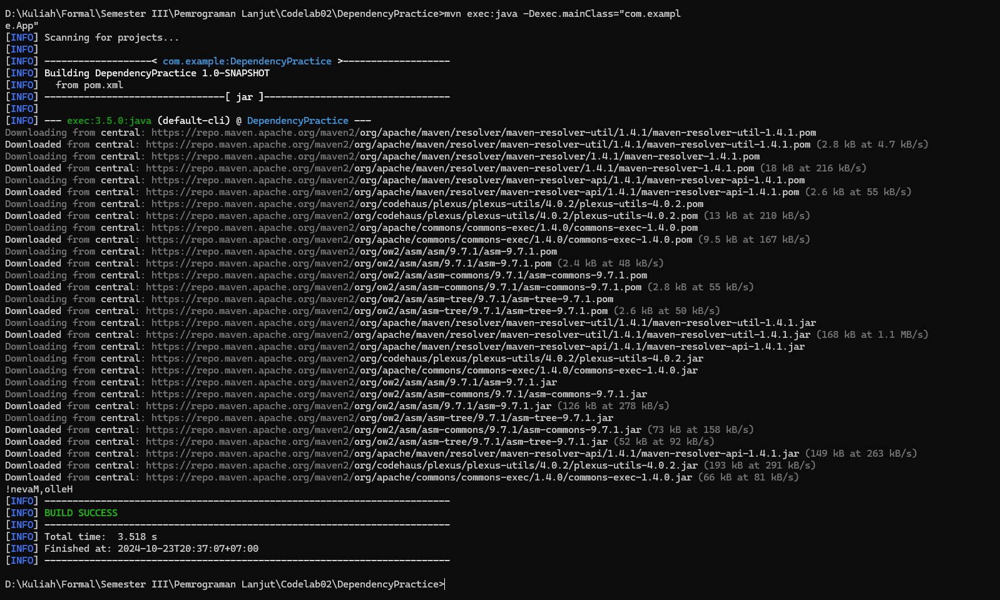 D:\Kuliah\Formal\Semester III\Pemrograman Lanjut\Codelab02\DependencyPractice>mvn exec:java -Dexec.mainClass="com.exampl
e.App"
[INFO] Scanning for projects...
[INFO]
[INFO] -------------------< com.example:DependencyPractice >-------------------
[INFO] Building DependencyPractice 1.0-SNAPSHOT
[INFO]   from pom.xml
[INFO] --------------------------------[ jar ]---------------------------------
[INFO]
[INFO] --- exec:3.5.0:java (default-cli) @ DependencyPractice ---
Downloading from central: https://repo.maven.apache.org/maven2/org/apache/maven/resolver/maven-resolver-util/1.4.1/maven-resolver-util-1.4.1.pom
Downloaded from central: https://repo.maven.apache.org/maven2/org/apache/maven/resolver/maven-resolver-util/1.4.1/maven-resolver-util-1.4.1.pom (2.8 kB at 4.7 kB/s)
Downloading from central: https://repo.maven.apache.org/maven2/org/apache/maven/resolver/maven-resolver/1.4.1/maven-resolver-1.4.1.pom
Downloaded from central: https://repo.maven.apache.org/maven2/org/apache/maven/resolver/maven-resolver/1.4.1/maven-resolver-1.4.1.pom (18 kB at 216 kB/s)
Downloading from central: https://repo.maven.apache.org/maven2/org/apache/maven/resolver/maven-resolver-api/1.4.1/maven-resolver-api-1.4.1.pom
Downloaded from central: https://repo.maven.apache.org/maven2/org/apache/maven/resolver/maven-resolver-api/1.4.1/maven-resolver-api-1.4.1.pom (2.6 kB at 55 kB/s)
Downloading from central: https://repo.maven.apache.org/maven2/org/codehaus/plexus/plexus-utils/4.0.2/plexus-utils-4.0.2.pom
Downloaded from central: https://repo.maven.apache.org/maven2/org/codehaus/plexus/plexus-utils/4.0.2/plexus-utils-4.0.2.pom (13 kB at 210 kB/s)
Downloading from central: https://repo.maven.apache.org/maven2/org/apache/commons/commons-exec/1.4.0/commons-exec-1.4.0.pom
Downloaded from central: https://repo.maven.apache.org/maven2/org/apache/commons/commons-exec/1.4.0/commons-exec-1.4.0.pom (9.5 kB at 167 kB/s)
Downloading from central: https://repo.maven.apache.org/maven2/org/ow2/asm/asm/9.7.1/asm-9.7.1.pom
Downloaded from central: https://repo.maven.apache.org/maven2/org/ow2/asm/asm/9.7.1/asm-9.7.1.pom (2.4 kB at 48 kB/s)
Downloading from central: https://repo.maven.apache.org/maven2/org/ow2/asm/asm-commons/9.7.1/asm-commons-9.7.1.pom
Downloaded from central: https://repo.maven.apache.org/maven2/org/ow2/asm/asm-commons/9.7.1/asm-commons-9.7.1.pom (2.8 kB at 55 kB/s)
Downloading from central: https://repo.maven.apache.org/maven2/org/ow2/asm/asm-tree/9.7.1/asm-tree-9.7.1.pom
Downloaded from central: https://repo.maven.apache.org/maven2/org/ow2/asm/asm-tree/9.7.1/asm-tree-9.7.1.pom (2.6 kB at 50 kB/s)
Downloading from central: https://repo.maven.apache.org/maven2/org/apache/maven/resolver/maven-resolver-util/1.4.1/maven-resolver-util-1.4.1.jar
Downloaded from central: https://repo.maven.apache.org/maven2/org/apache/maven/resolver/maven-resolver-util/1.4.1/maven-resolver-util-1.4.1.jar (168 kB at 1.1 MB/s)
Downloading from central: https://repo.maven.apache.org/maven2/org/apache/maven/resolver/maven-resolver-api/1.4.1/maven-resolver-api-1.4.1.jar
Downloading from central: https://repo.maven.apache.org/maven2/org/codehaus/plexus/plexus-utils/4.0.2/plexus-utils-4.0.2.jar
Downloading from central: https://repo.maven.apache.org/maven2/org/apache/commons/commons-exec/1.4.0/commons-exec-1.4.0.jar
Downloading from central: https://repo.maven.apache.org/maven2/org/ow2/asm/asm/9.7.1/asm-9.7.1.jar
Downloading from central: https://repo.maven.apache.org/maven2/org/ow2/asm/asm-commons/9.7.1/asm-commons-9.7.1.jar
Downloaded from central: https://repo.maven.apache.org/maven2/org/ow2/asm/asm/9.7.1/asm-9.7.1.jar (126 kB at 278 kB/s)
Downloading from central: https://repo.maven.apache.org/maven2/org/ow2/asm/asm-tree/9.7.1/asm-tree-9.7.1.jar
Downloaded from central: https://repo.maven.apache.org/maven2/org/ow2/asm/asm-commons/9.7.1/asm-commons-9.7.1.jar (73 kB at 158 kB/s)
Downloaded from central: https://repo.maven.apache.org/maven2/org/ow2/asm/asm-tree/9.7.1/asm-tree-9.7.1.jar (52 kB at 92 kB/s)
Downloaded from central: https://repo.maven.apache.org/maven2/org/apache/maven/resolver/maven-resolver-api/1.4.1/maven-resolver-api-1.4.1.jar (149 kB at 263 kB/s)
Downloaded from central: https://repo.maven.apache.org/maven2/org/codehaus/plexus/plexus-utils/4.0.2/plexus-utils-4.0.2.jar (193 kB at 291 kB/s)
Downloaded from central: https://repo.maven.apache.org/maven2/org/apache/commons/commons-exec/1.4.0/commons-exec-1.4.0.jar (66 kB at 81 kB/s)
!nevaM,olleH
[INFO] ------------------------------------------------------------------------
[INFO] BUILD SUCCESS
[INFO] ------------------------------------------------------------------------
[INFO] Total time:  3.518 s
[INFO] Finished at: 2024-10-23T20:37:07+07:00
[INFO] ------------------------------------------------------------------------
D:\Kuliah\Formal\Semester III\Pemrograman Lanjut\Codelab02\DependencyPractice>